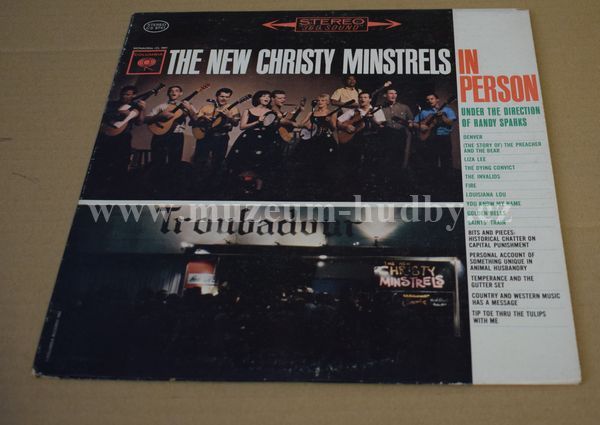 STEREO
"360 SOUND"
COLUMBIA
THE NEW CHRISTY MINSTRELS
IN
PERSON
UNDER THE DIRECTION
OF RANDY SPARKS
DENVER
(THE STORY OF) THE PREACHER
AND THE BEAR
LIZA LEE
THE DYING CONVICT
THE INVALIDS
FIRE
LOUISIANA LOU
YOU KNOW MY NAME
GOLDEN BELLS
SAINTS' TRAIN
BITS AND PIECES:
HISTORICAL CHATTER ON
CAPITAL PUNISHMENT
PERSONAL ACCOUNT OF
SOMETHING UNIQUE IN
ANIMAL HUSBANDRY
TEMPERANCE AND THE
GUTTER SET
COUNTRY AND WESTERN MUSIC
HAS A MESSAGE
TIP TOE THRU THE TULIPS
WITH ME
www.muzeum-hudby.cz
Troubadour
THE NEW
CHRISTY
MINSTRELS